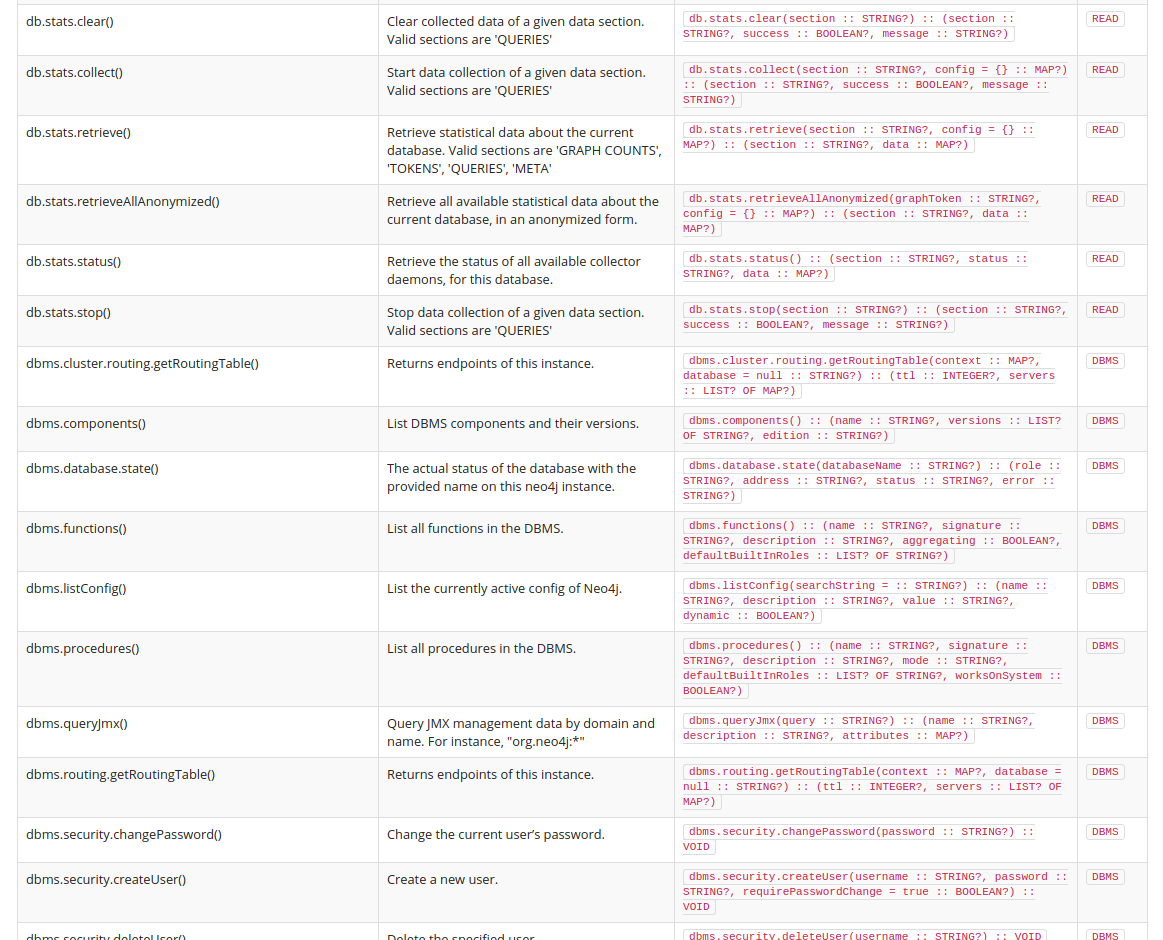 db.stats.clear()
Clear collected data of a given data section.
Valid sections are 'QUERIES'
db.stats.clear(section :: STRING?) :: (section ::
STRING?, success :: BOOLEAN?, message :: STRING?)
READ
db.stats.collect()
Start data collection of a given data section.
Valid sections are 'QUERIES'
db.stats.collect(section :: STRING?, config = {} :: MAP?)
:: (section :: STRING?, success :: BOOLEAN?, message ::
STRING?)
READ
db.stats.retrieve()
Retrieve statistical data about the current
database. Valid sections are 'GRAPH COUNTS',
'TOKENS', 'QUERIES', 'META'
db.stats.retrieve(section :: STRING?, config = {} ::
MAP?) :: (section :: STRING?, data :: MAP?)
READ
db.stats.retrieveAllAnonymized()
Retrieve all available statistical data about the
current database, in an anonymized form.
db.stats.retrieveAllAnonymized(graphToken :: STRING?,
config = {} :: MAP?) :: (section :: STRING?, data ::
MAP?)
READ
db.stats.status()
Retrieve the status of all available collector
daemons, for this database.
db.stats.status() :: (section :: STRING?, status ::
STRING?, data :: MAP?)
READ
db.stats.stop()
Stop data collection of a given data section.
Valid sections are 'QUERIES'
db.stats.stop(section :: STRING?) :: (section :: STRING?,
success :: BOOLEAN?, message :: STRING?)
READ
dbms.cluster.routing.getRoutingTable()
Returns endpoints of this instance.
dbms.cluster.routing.getRoutingTable(context :: MAP?,
database = null :: STRING?) :: (ttl :: INTEGER?, servers
:: LIST? OF MAP?)
DBMS
dbms.components()
List DBMS components and their versions.
dbms.components() :: (name :: STRING?, versions :: LIST?
OF STRING?, edition :: STRING?)
DBMS
dbms.database.state()
The actual status of the database with the
provided name on this neo4j instance.
dbms.database.state(databaseName :: STRING?) :: (role ::
STRING?, address :: STRING?, status :: STRING?, error ::
STRING?)
DBMS
dbms.functions()
List all functions in the DBMS.
dbms.functions() :: (name :: STRING?, signature ::
STRING?, description :: STRING?, aggregating :: BOOLEAN?,
defaultBuiltInRoles :: LIST? OF STRING?)
DBMS
dbms.listConfig()
List the currently active config of Neo4j.
dbms.listConfig(searchString = :: STRING?) :: (name ::
STRING?, description :: STRING?, value :: STRING?,
dynamic :: BOOLEAN?)
DBMS
dbms.procedures()
List all procedures in the DBMS.
dbms.procedures() :: (name :: STRING?, signature ::
STRING?, description :: STRING?, mode :: STRING?,
defaultBuiltInRoles :: LIST? OF STRING?, worksOnSystem ::
BOOLEAN?)
DBMS
dbms.queryJmx()
Query JMX management data by domain and
name. For instance, "org.neo4j:*"
dbms.queryJmx(query :: STRING?) :: (name :: STRING?,
description :: STRING?, attributes :: MAP?)
DBMS
dbms.routing.getRoutingTable()
Returns endpoints of this instance.
dbms.routing.getRoutingTable(context :: MAP?, database =
null :: STRING?) :: (ttl :: INTEGER?, servers :: LIST? OF
MAP?)
DBMS
dbms.security.changePassword()
Change the current user’s password.
dbms.security.changePassword(password :: STRING?) ::
VOID
DBMS
dbms.security.createUser()
Create a new user.
dbms.security.createUser(username :: STRING?, password ::
STRING?, requirePasswordChange = true :: BOOLEAN?) ::
VOID
DBMS
dbms.security.deleteUser()
Delete the specified user.
dbms.security.deleteUser(username :: STRING?) :: VOID
DBMS